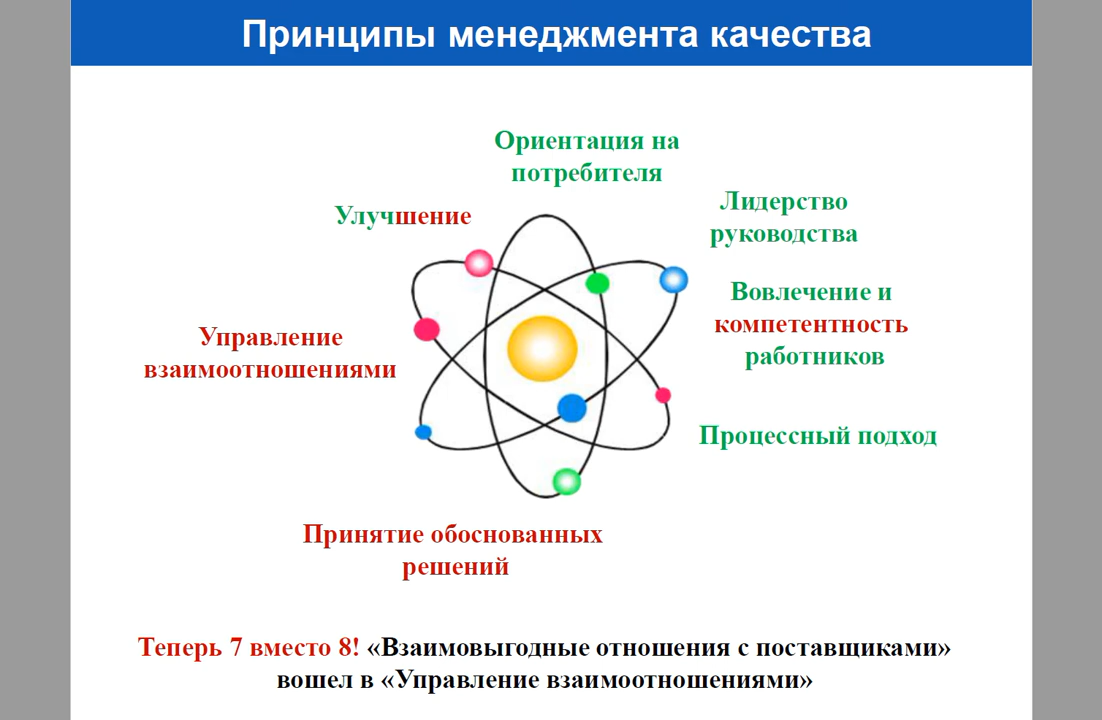 Принципы менеджмента качества
Ориентация на
потребителя
Лидерство
руководства
Улучшение
Вовлечение и
компетентность
работников
Управление
взаимоотношениями
Процессный подход
Принятие обоснованных
решений
Теперь 7 вместо 8! «Взаимовыгодные отношения с поставщиками»
вошел в «Управление взаимоотношениями»